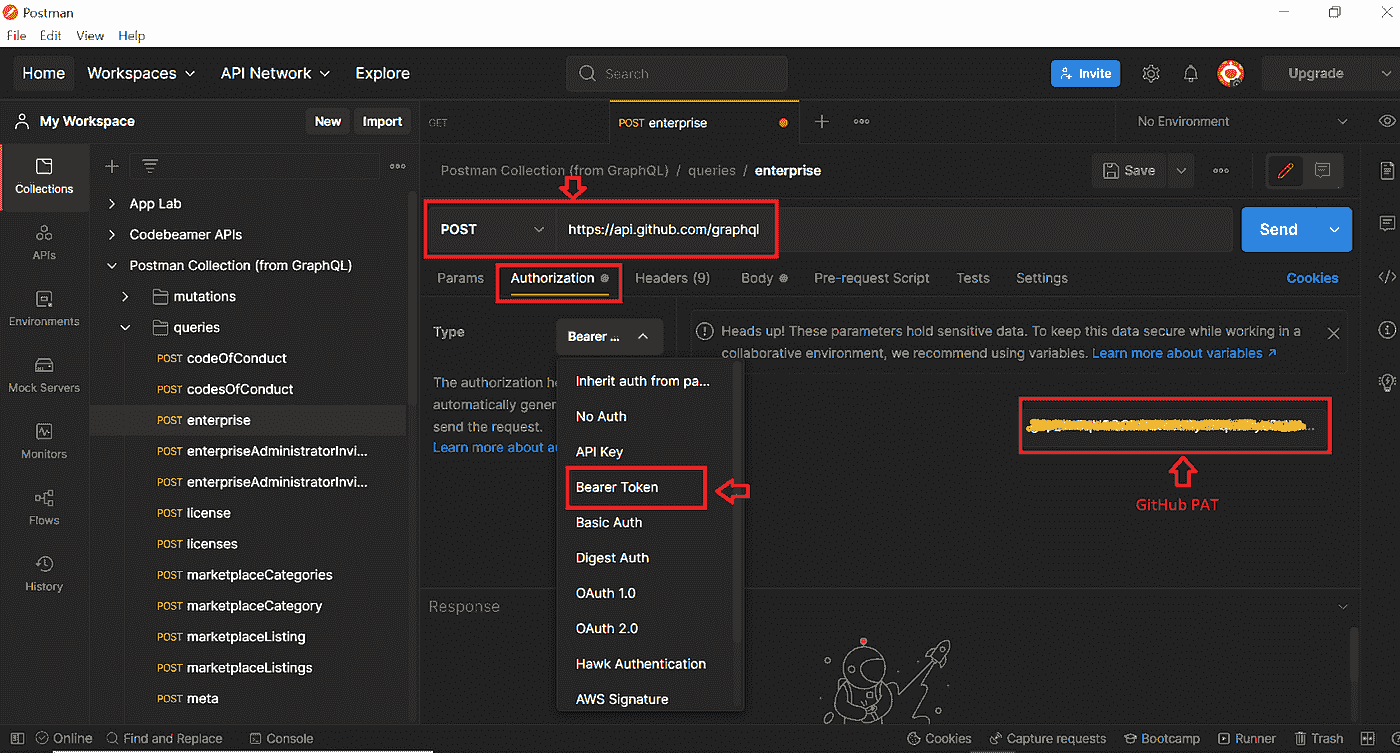 Postman
File Edit View Help
Home Workspaces API Network Explore Search Invite Upgrade
My Workspace New Import GET POST enterprise No Environment
Postman Collection (from GraphQL) / queries / enterprise Save
POST https://api.github.com/graphql Send
Params Authorization Headers (9) Body Pre-request Script Tests Settings Cookies
Type Bearer ...
Heads up! These parameters hold sensitive data. To keep this data secure while working in a
collaborative environment, we recommend using variables. Learn more about variables
The authorization he
automatically gener
send the request.
Learn more about au
Inherit auth from pa...
No Auth
API Key
Bearer Token
Basic Auth
Digest Auth
OAuth 1.0
OAuth 2.0
Hawk Authentication
AWS Signature
GitHub PAT
Response
Collections
APIs
Environments
Mock Servers
Monitors
Flows
History
App Lab
Codebeamer APIs
Postman Collection (from GraphQL)
mutations
queries
POST codeOfConduct
POST codesOfConduct
POST enterprise
POST enterpriseAdministratorInvi...
POST enterpriseAdministratorInvi...
POST license
POST licenses
POST marketplaceCategories
POST marketplaceCategory
POST marketplaceListing
POST marketplaceListings
POST meta
Online Find and Replace Console Cookies Capture requests Bootcamp Runner Trash